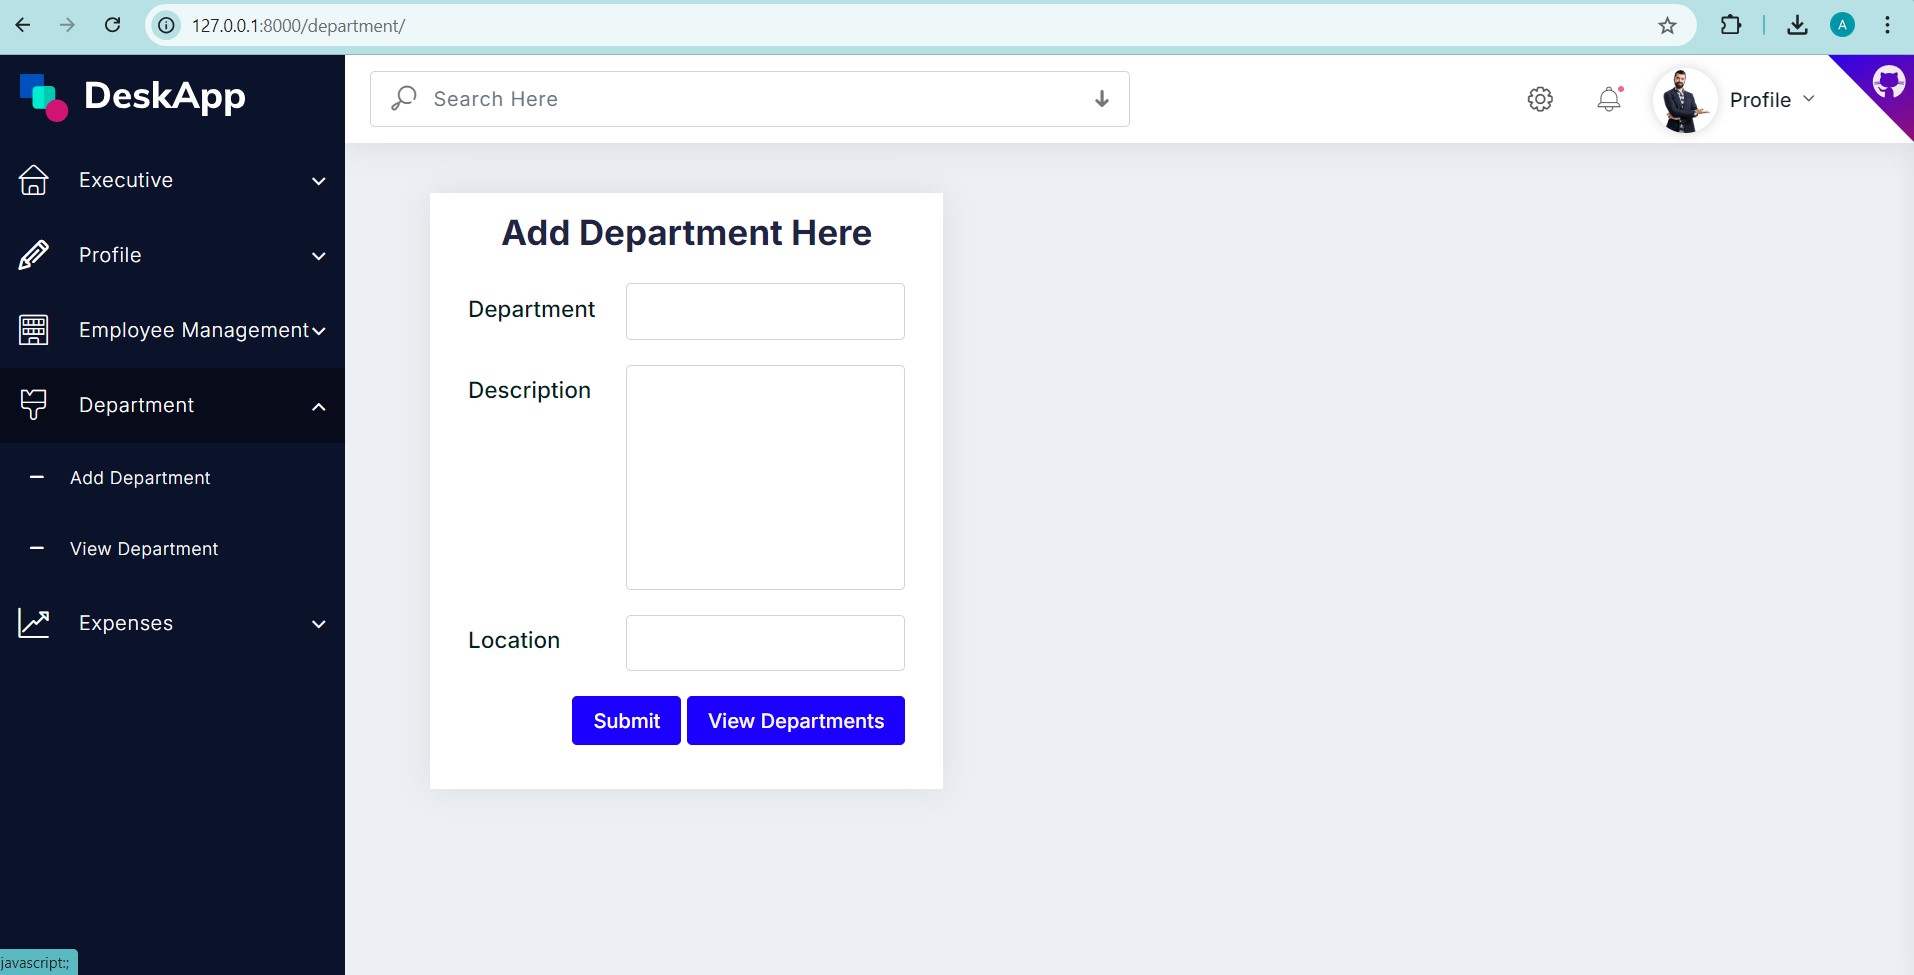 127.0.0.1:8000/department/
A
DeskApp
Search Here
Profile
Executive
Profile
Employee Management
Department
Add Department
View Department
Expenses
Add Department Here
Department
Description
Location
Submit
View Departments
javascript:;